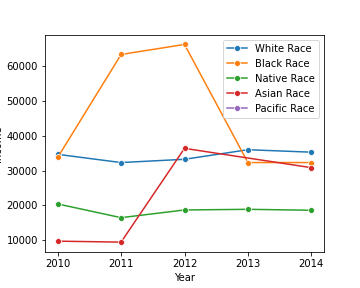 White Race
Black Race
Native Race
Asian Race
Pacific Race
60000
50000
40000
30000
20000
10000
2010 2011 2012 2013 2014
Year